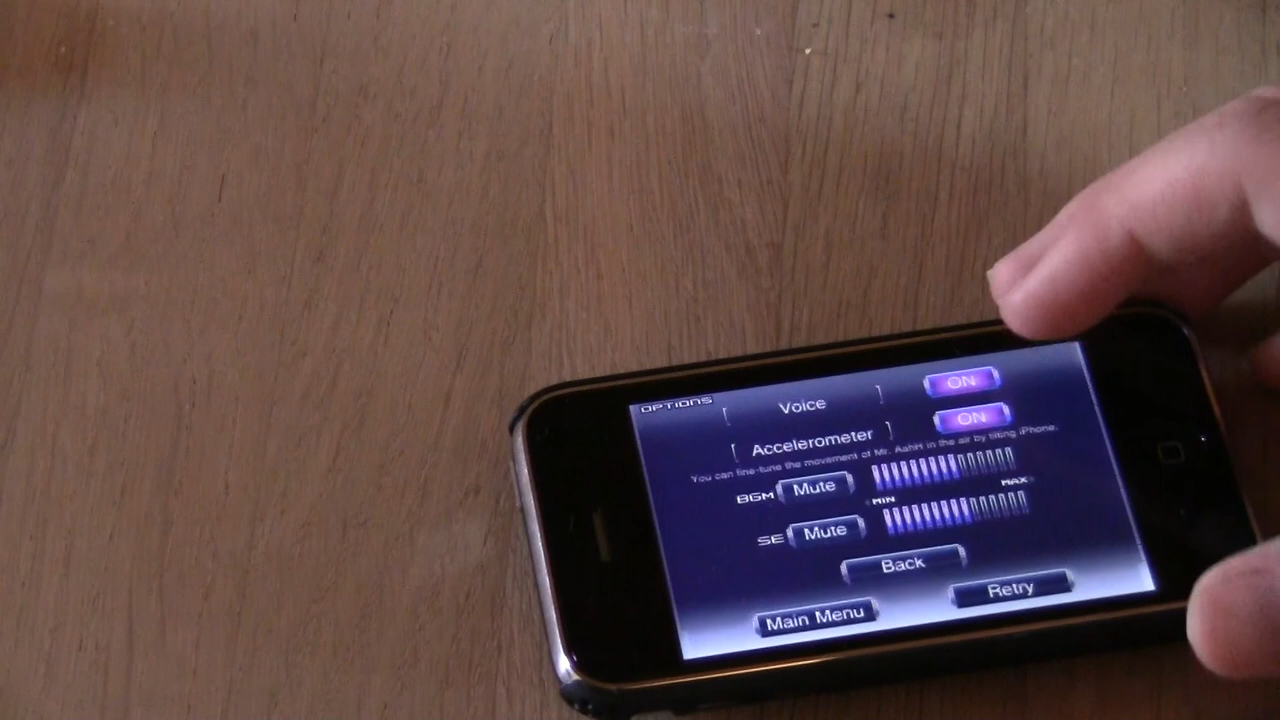 OPTIONS
[ Voice ] ON
[ Accelerometer ] ON
You can fine-tune the movement of Mr. AahH in the air by tilting iPhone.
BGM Mute
MIN MAX
SE Mute
Back
Main Menu Retry